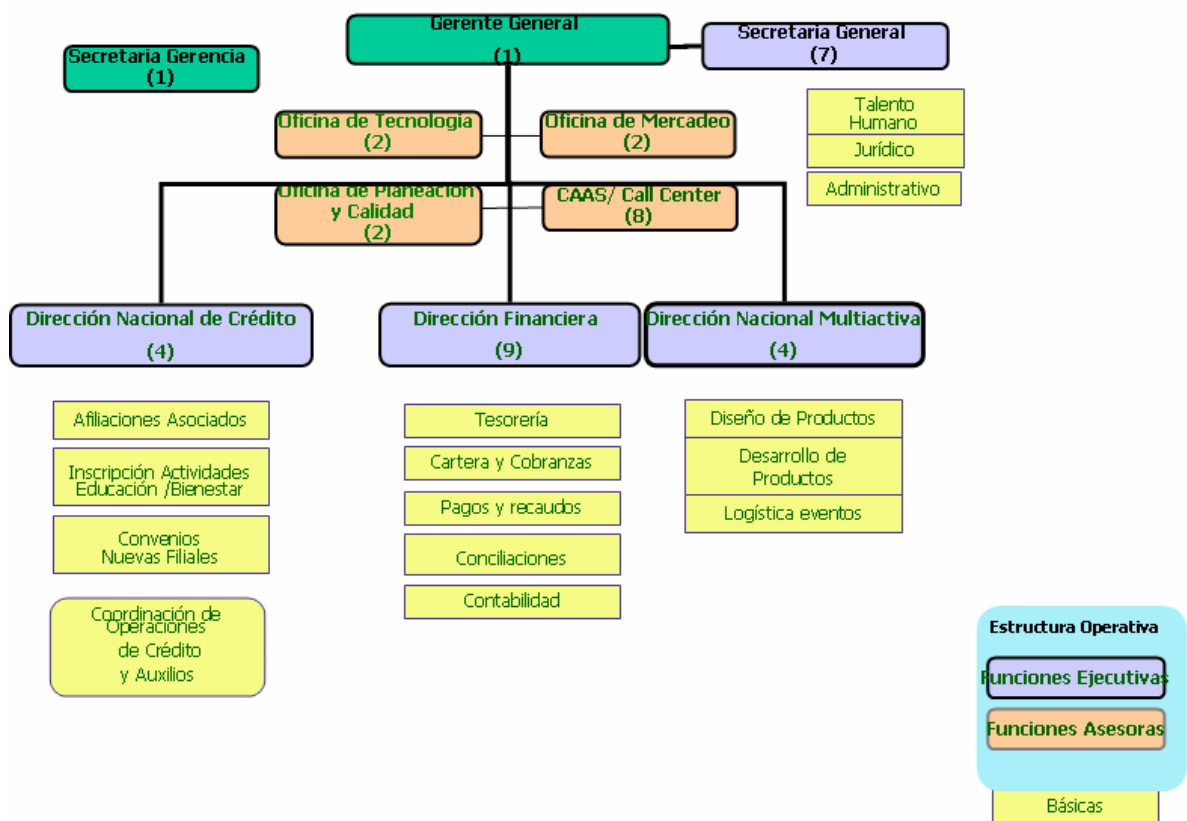 Gerente General
(1)
Secretaria General
(7)
Secretaria Gerencia
(1)
Talento
Humano
Jurídico
Administrativo
Oficina de Tecnología
(2)
Oficina de Mercadeo
(2)
Oficina de Planeación
y Calidad
(2)
CAAS/ Call Center
(8)
Dirección Nacional de Crédito
(4)
Dirección Financiera
(9)
Dirección Nacional Multiactiva
(4)
Afiliaciones Asociados
Inscripción Actividades
Educación /Bienestar
Convenios
Nuevas Filiales
Coordinación de
Operaciones
de Crédito
y Auxilios
Tesorería
Cartera y Cobranzas
Pagos y recaudos
Conciliaciones
Contabilidad
Diseño de Productos
Desarrollo de
Productos
Logística eventos
Estructura Operativa
Funciones Ejecutivas
Funciones Asesoras
Básicas